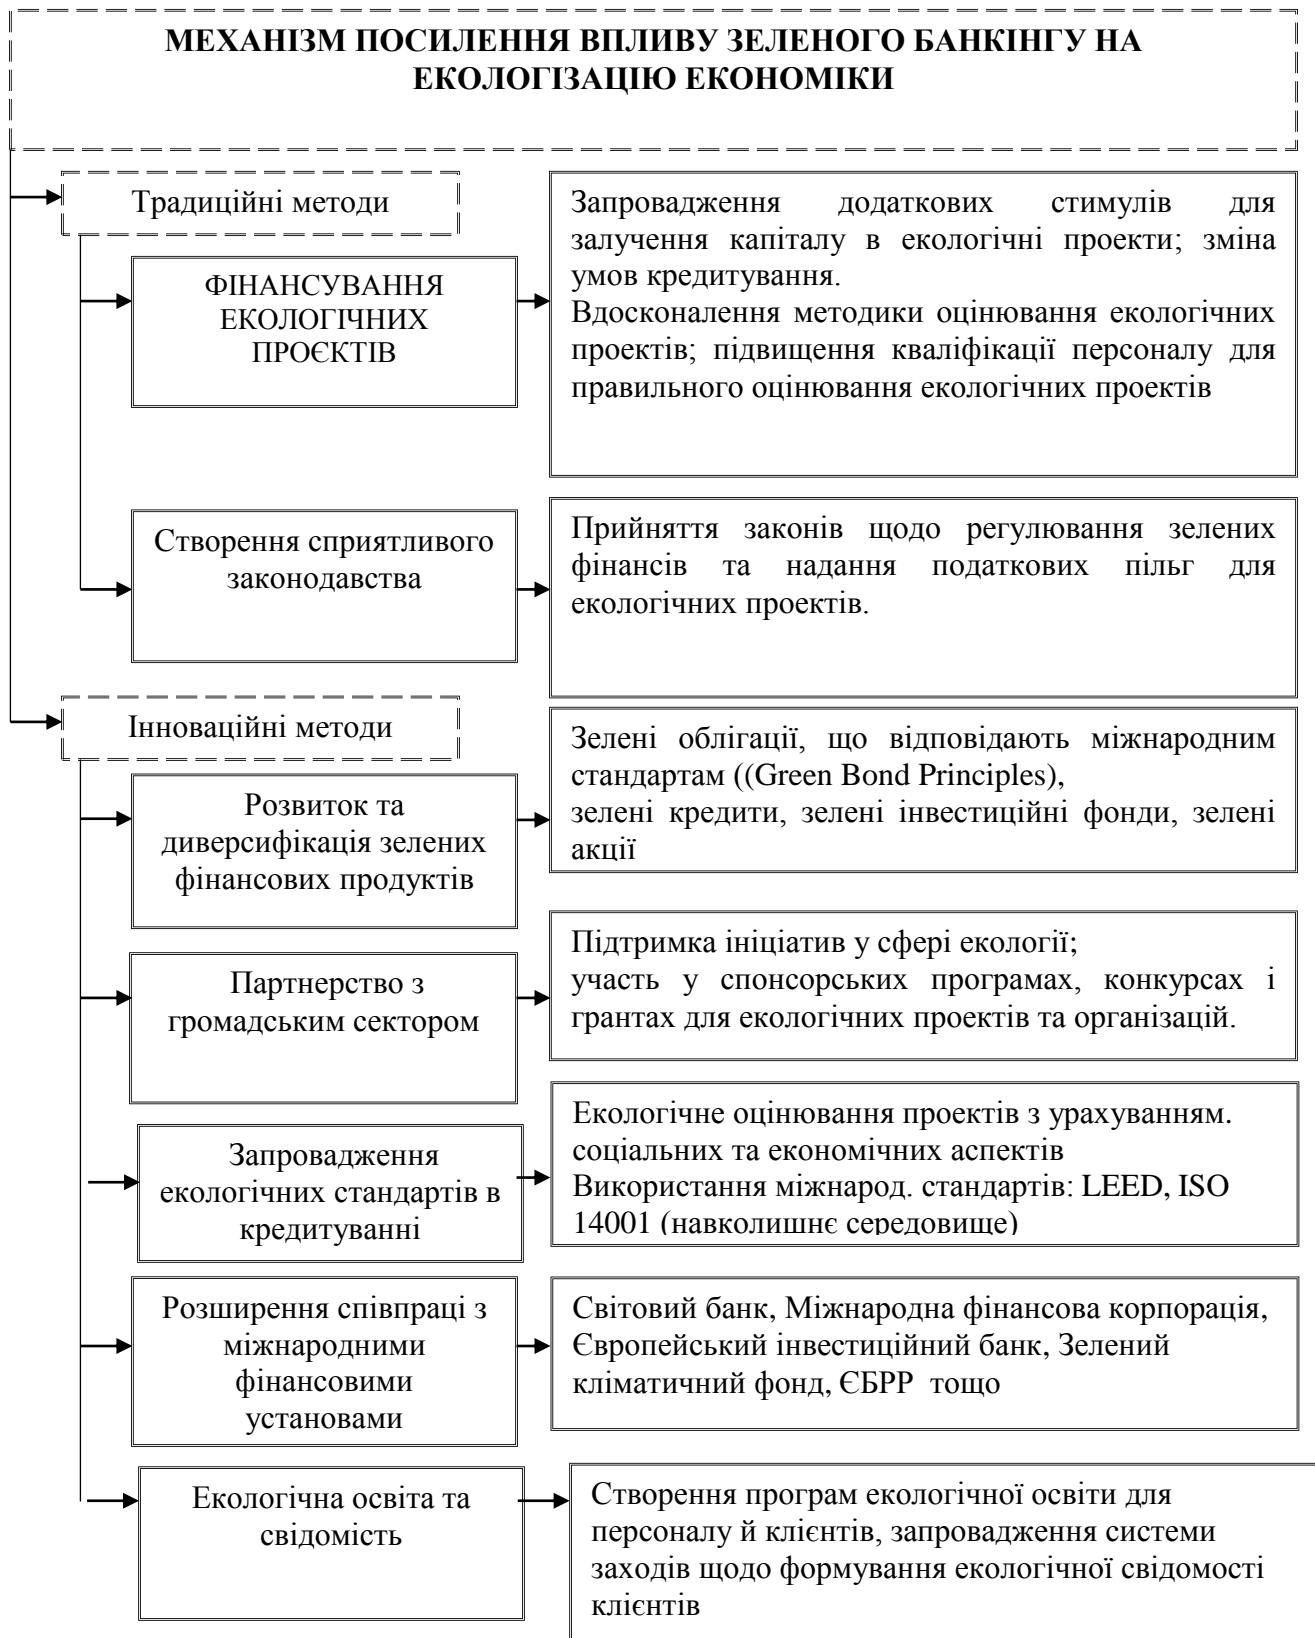 МЕХАНІЗМ ПОСИЛЕННЯ ВПЛИВУ ЗЕЛЕНОГО БАНКІНГУ НА
ЕКОЛОГІЗАЦІЮ ЕКОНОМІКИ
Традиційні методи
ФІНАНСУВАННЯ
ЕКОЛОГІЧНИХ
ПРОЄКТІВ
Запровадження додаткових стимулів для
залучення капіталу в екологічні проекти; зміна
умов кредитування.
Вдосконалення методики оцінювання екологічних
проектів; підвищення кваліфікації персоналу для
правильного оцінювання екологічних проектів
Створення сприятливого
законодавства
Прийняття законів щодо регулювання зелених
фінансів та надання податкових пільг для
екологічних проектів.
Інноваційні методи
Розвиток та
диверсифікація зелених
фінансових продуктів
Зелені облігації, що відповідають міжнародним
стандартам ((Green Bond Principles),
зелені кредити, зелені інвестиційні фонди, зелені
акції
Партнерство з
громадським сектором
Підтримка ініціатив у сфері екології;
участь у спонсорських програмах, конкурсах і
грантах для екологічних проектів та організацій.
Запровадження
екологічних стандартів в
кредитуванні
Екологічне оцінювання проектів з урахуванням.
соціальних та економічних аспектів
Використання міжнарод. стандартів: LEED, ISO
14001 (навколишнє середовище)
Розширення співпраці з
міжнародними
фінансовими
установами
Світовий банк, Міжнародна фінансова корпорація,
Європейський інвестиційний банк, Зелений
кліматичний фонд, ЄБРР тощо
Екологічна освіта та
свідомість
Створення програм екологічної освіти для
персоналу й клієнтів, запровадження системи
заходів щодо формування екологічної свідомості
клієнтів